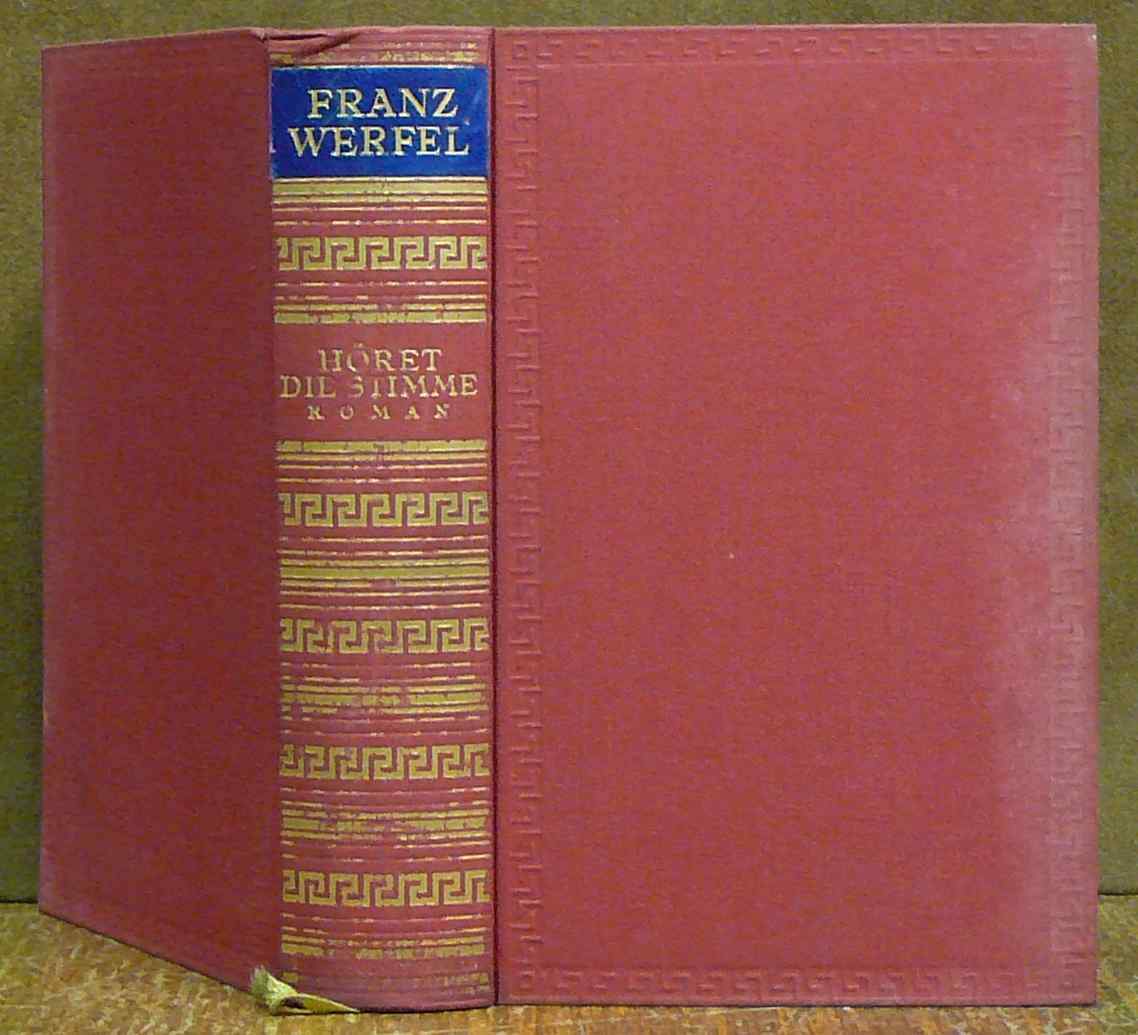 FRANZ
WERFEL
HÖRET
DIE STIMME
ROMAN